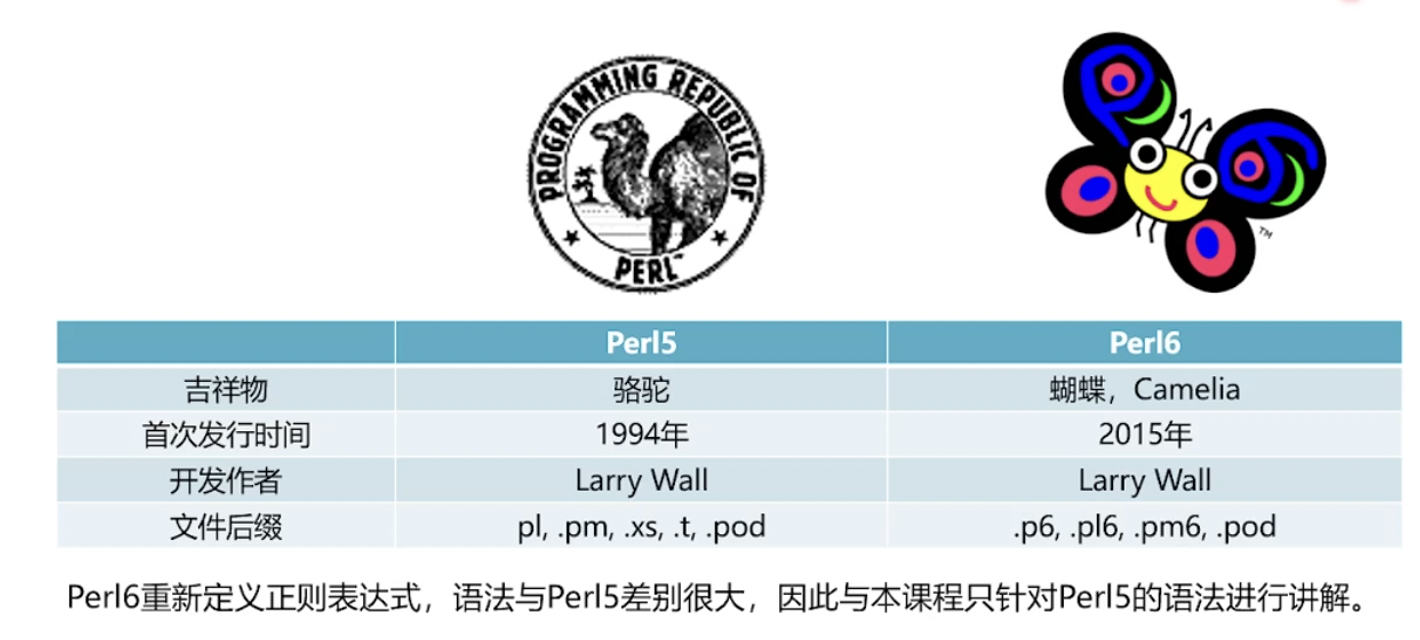 PROGRAMMING REPUBLIC OF
PERL™
TM
Perl5 Perl6
吉祥物 骆驼 蝴蝶，Camelia
首次发行时间 1994年 2015年
开发作者 Larry Wall Larry Wall
文件后缀 pl, .pm, .xs, .t, .pod .p6, .pl6, .pm6, .pod
Perl6重新定义正则表达式，语法与Perl5差别很大，因此与本课程只针对Perl5的语法进行讲解。